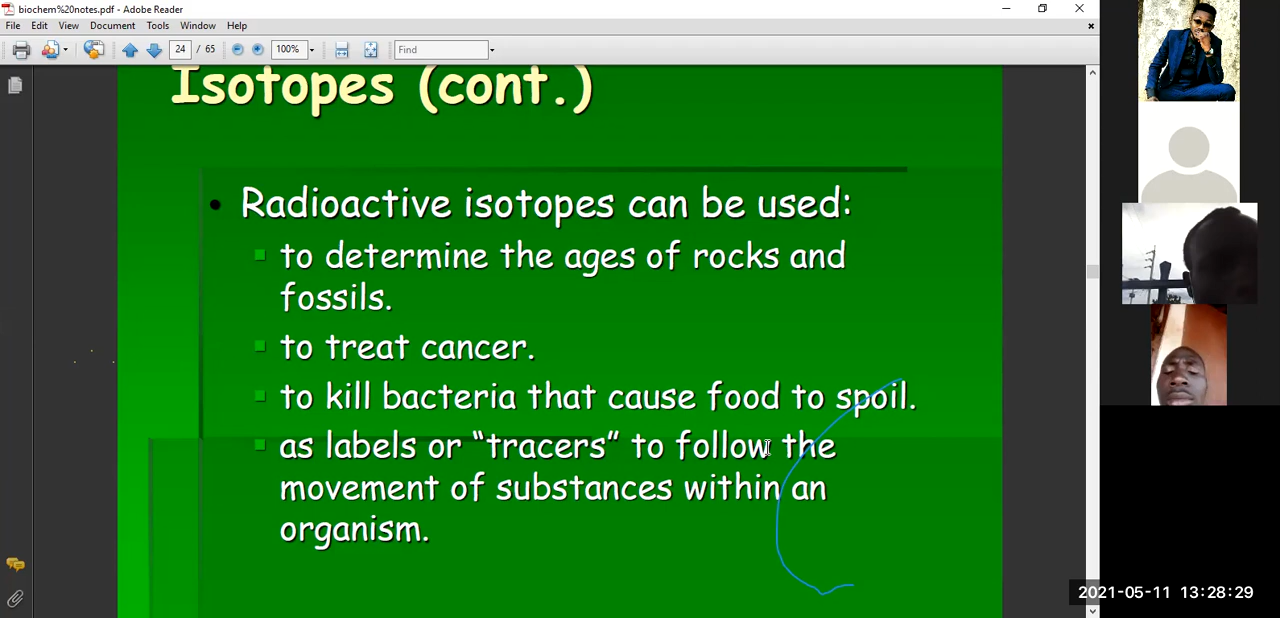 biochem%20notes.pdf - Adobe Reader
File Edit View Document Tools Window Help
24 / 65 100% Find
Isotopes (cont.)
• Radioactive isotopes can be used:
to determine the ages of rocks and
fossils.
to treat cancer.
to kill bacteria that cause food to spoil.
as labels or “tracers” to follow the
movement of substances within an
organism.
2021-05-11 13:28:29